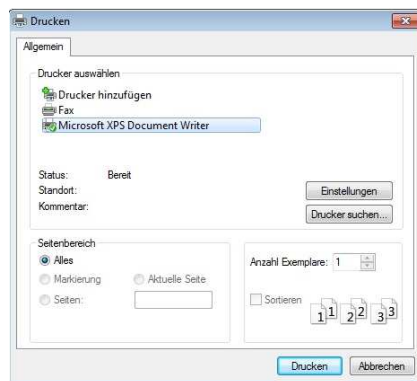 Drucken
Allgemein
Drucker auswählen
Drucker hinzufügen
Fax
Microsoft XPS Document Writer
Status: Bereit
Standort:
Kommentar:
Einstellungen
Drucker suchen...
Seitenbereich
Alles
Markierung Aktuelle Seite
Seiten:
Anzahl Exemplare: 1
Sortieren
1 1 2 2 3 3
Drucken Abbrechen